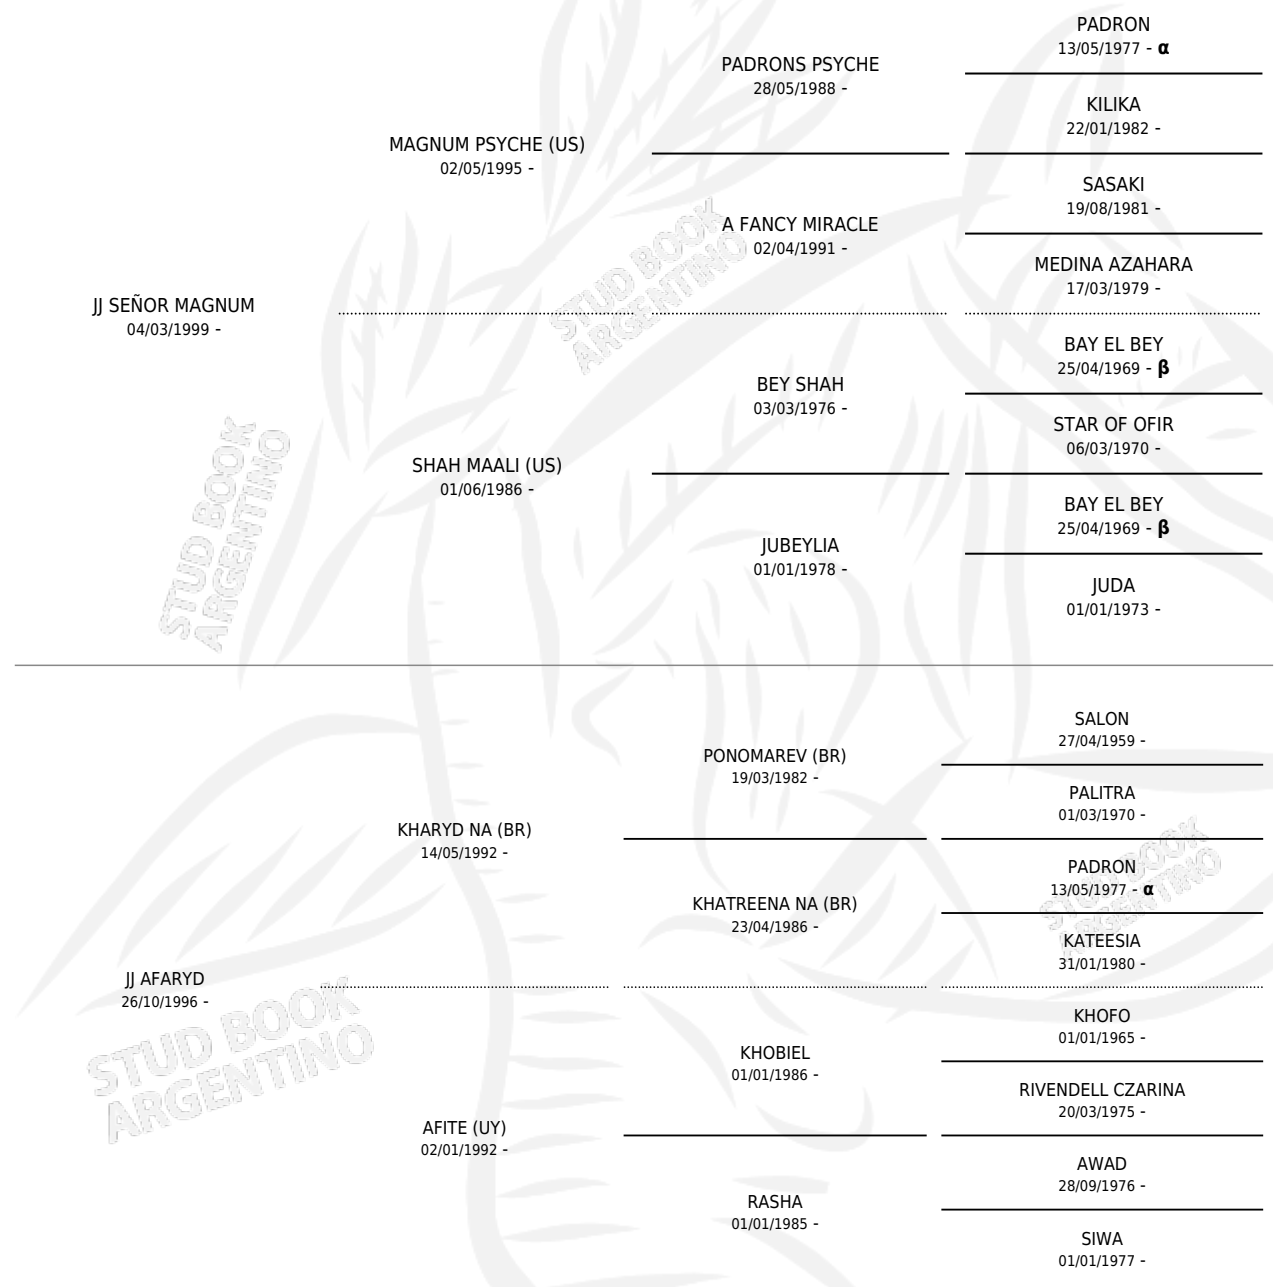 PADRON
13/05/1977 - α
PADRONS PSYCHE
28/05/1988 -
KILIKA
22/01/1982 -
MAGNUM PSYCHE (US)
02/05/1995 -
SASAKI
19/08/1981 -
A FANCY MIRACLE
02/04/1991 -
MEDINA AZAHARA
17/03/1979 -
JJ SEÑOR MAGNUM
04/03/1999 -
BAY EL BEY
25/04/1969 - β
BEY SHAH
03/03/1976 -
STAR OF OFIR
06/03/1970 -
SHAH MAALI (US)
01/06/1986 -
BAY EL BEY
25/04/1969 - β
JUBEYLIA
01/01/1978 -
JUDA
01/01/1973 -
SALON
27/04/1959 -
PONOMAREV (BR)
19/03/1982 -
PALITRA
01/03/1970 -
KHARYD NA (BR)
14/05/1992 -
PADRON
13/05/1977 - α
KHATREENA NA (BR)
23/04/1986 -
KATEESIA
31/01/1980 -
JJ AFARYD
26/10/1996 -
KHOFO
01/01/1965 -
KHOBIEL
01/01/1986 -
RIVENDELL CZARINA
20/03/1975 -
AFITE (UY)
02/01/1992 -
AWAD
28/09/1976 -
RASHA
01/01/1985 -
SIWA
01/01/1977 -
STUD BOOK
ARGENTINO
STUD BOOK
ARGENTINO
STUD BOOK
ARGENTINO
STUD BOOK
ARGENTINO